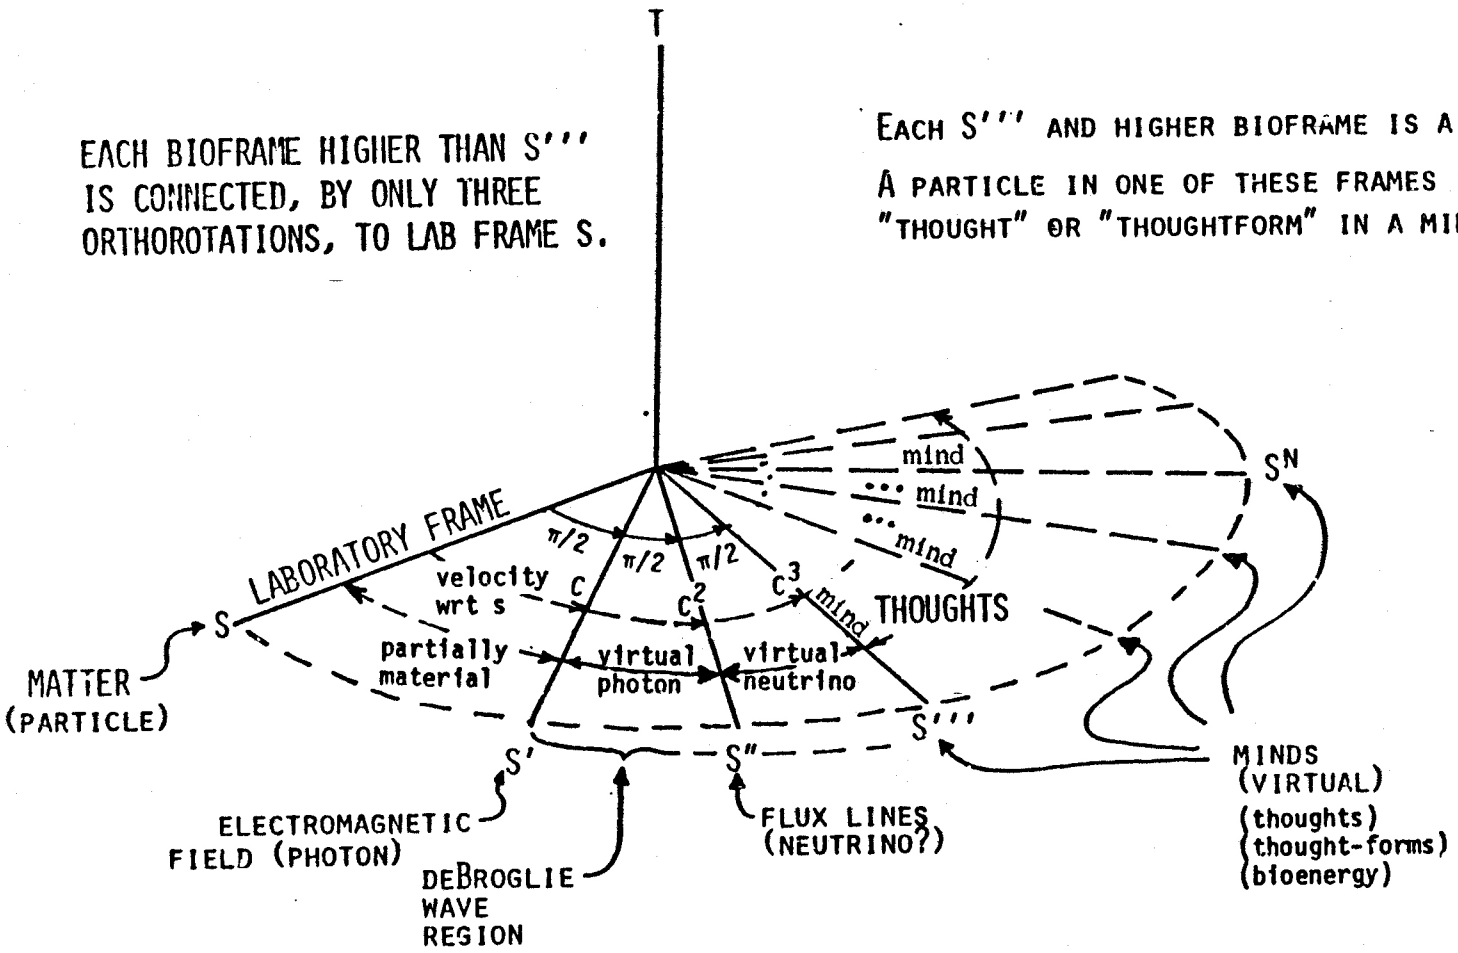 T
EACH BIOFRAME HIGHER THAN S'''
IS CONNECTED, BY ONLY THREE
ORTHOROTATIONS, TO LAB FRAME S.
EACH S''' AND HIGHER BIOFRAME IS A
A PARTICLE IN ONE OF THESE FRAMES
"THOUGHT" OR "THOUGHTFORM" IN A
mind
S^N
... mind
... mind
LABORATORY FRAME
π/2
π/2
π/2
velocity
wrt s
C
C²
C³
mind
THOUGHTS
S
partially
material
virtual
photon
virtual
neutrino
MATTER
(PARTICLE)
S'
S''
S'''
MINDS
(VIRTUAL)
(thoughts)
(thought-forms)
(bioenergy)
ELECTROMAGNETIC
FIELD (PHOTON)
FLUX LINES
(NEUTRINO?)
DEBROGLIE
WAVE
REGION